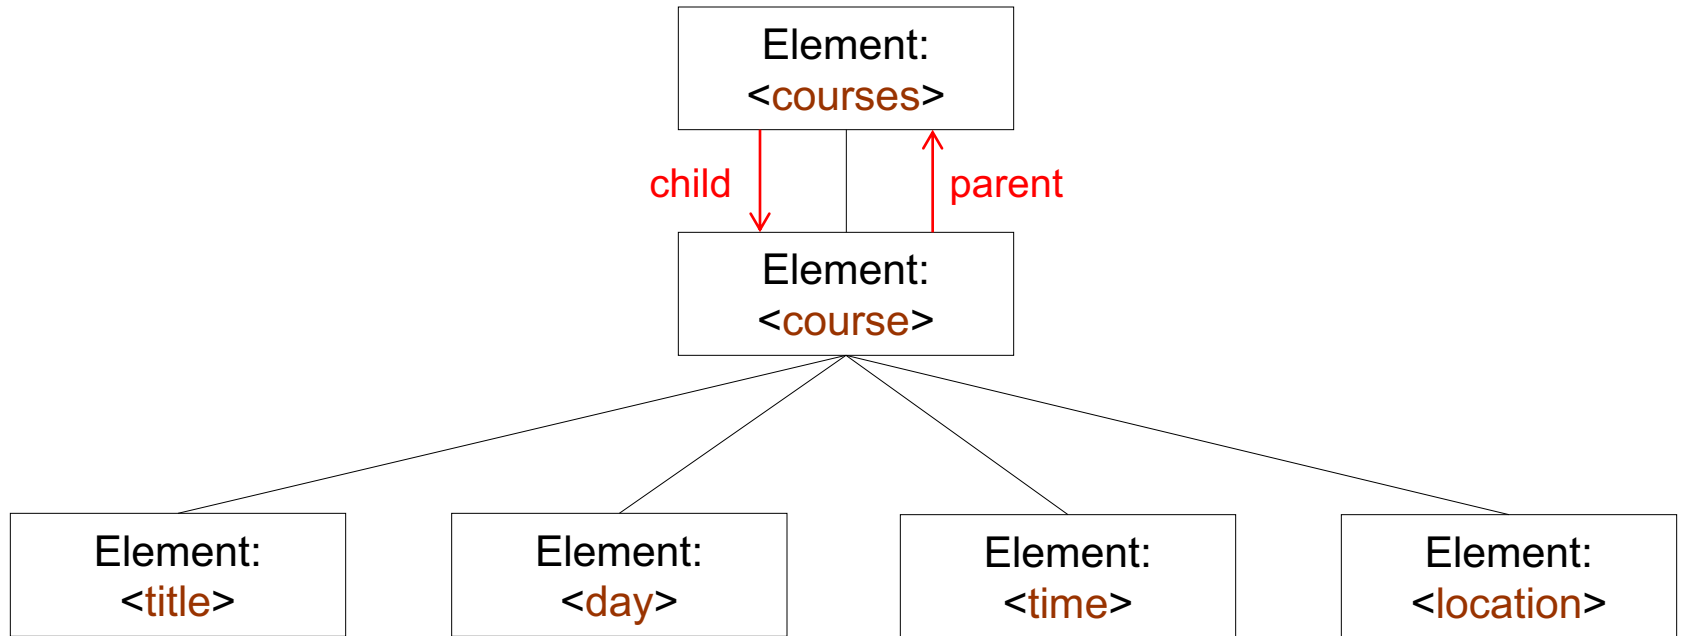 Element:
<courses>
child
parent
Element:
<course>
Element:
<title>
Element:
<day>
Element:
<time>
Element:
<location>